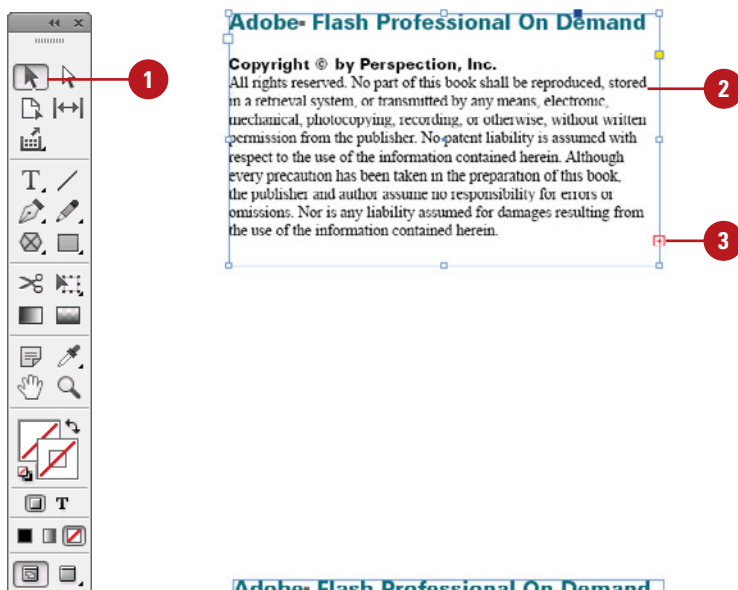 Adobe® Flash Professional On Demand
Copyright © by Perspection, Inc.
All rights reserved. No part of this book shall be reproduced, stored
in a retrieval system, or transmitted by any means, electronic,
mechanical, photocopying, recording, or otherwise, without written
permission from the publisher. No patent liability is assumed with
respect to the use of the information contained herein. Although
every precaution has been taken in the preparation of this book,
the publisher and author assume no responsibility for errors or
omissions. Nor is any liability assumed for damages resulting from
the use of the information contained herein.
1
2
3
T
T
Adobe® Flash Professional On Demand